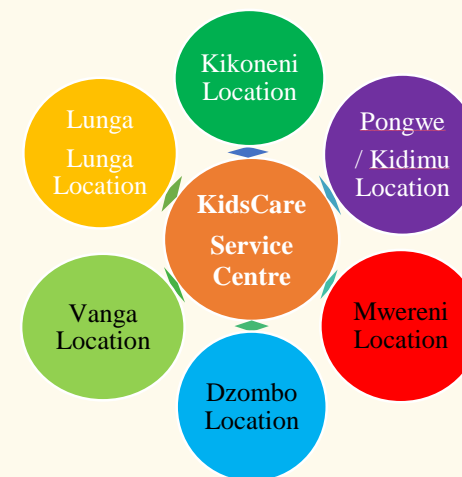 Kikoneni
Location
Lunga
Lunga
Location
Pongwe
/ Kidimu
Location
KidsCare
Service
Centre
Vanga
Location
Mwereni
Location
Dzombo
Location